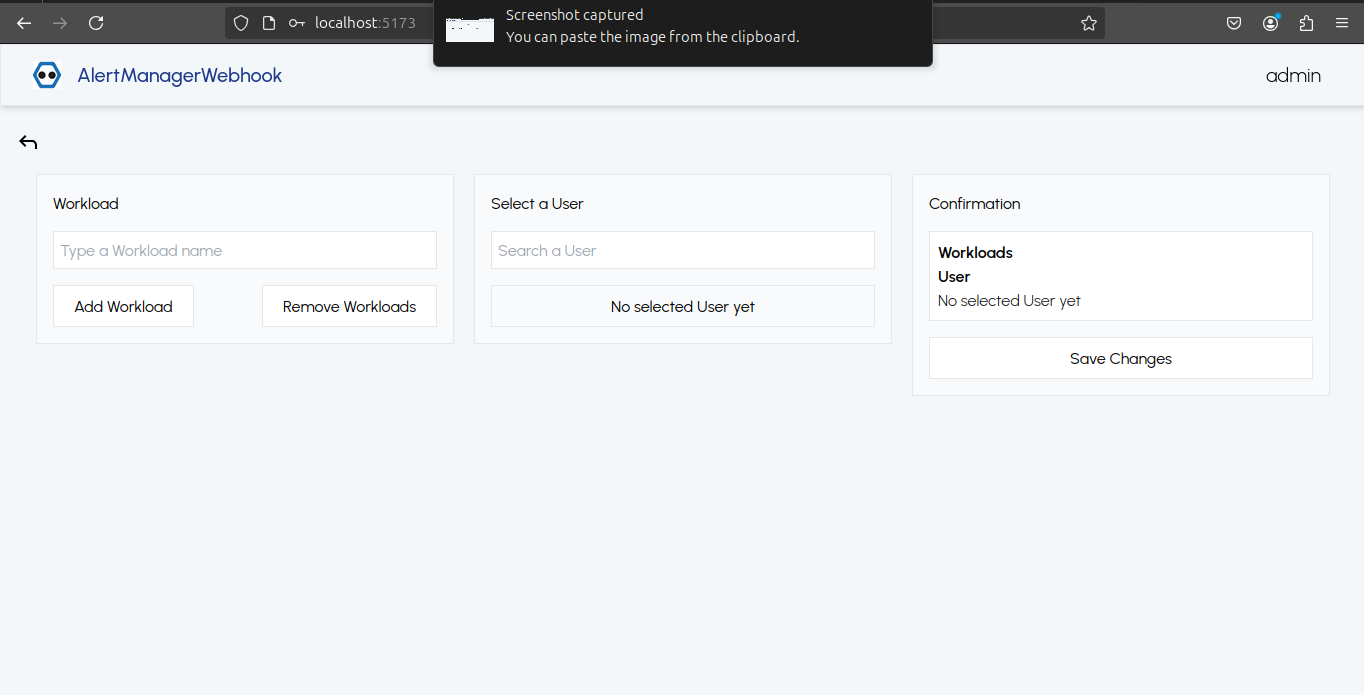 localhost:5173
Screenshot captured
You can paste the image from the clipboard.
AlertManagerWebhook
admin
Workload
Type a Workload name
Add Workload
Remove Workloads
Select a User
Search a User
No selected User yet
Confirmation
Workloads
User
No selected User yet
Save Changes